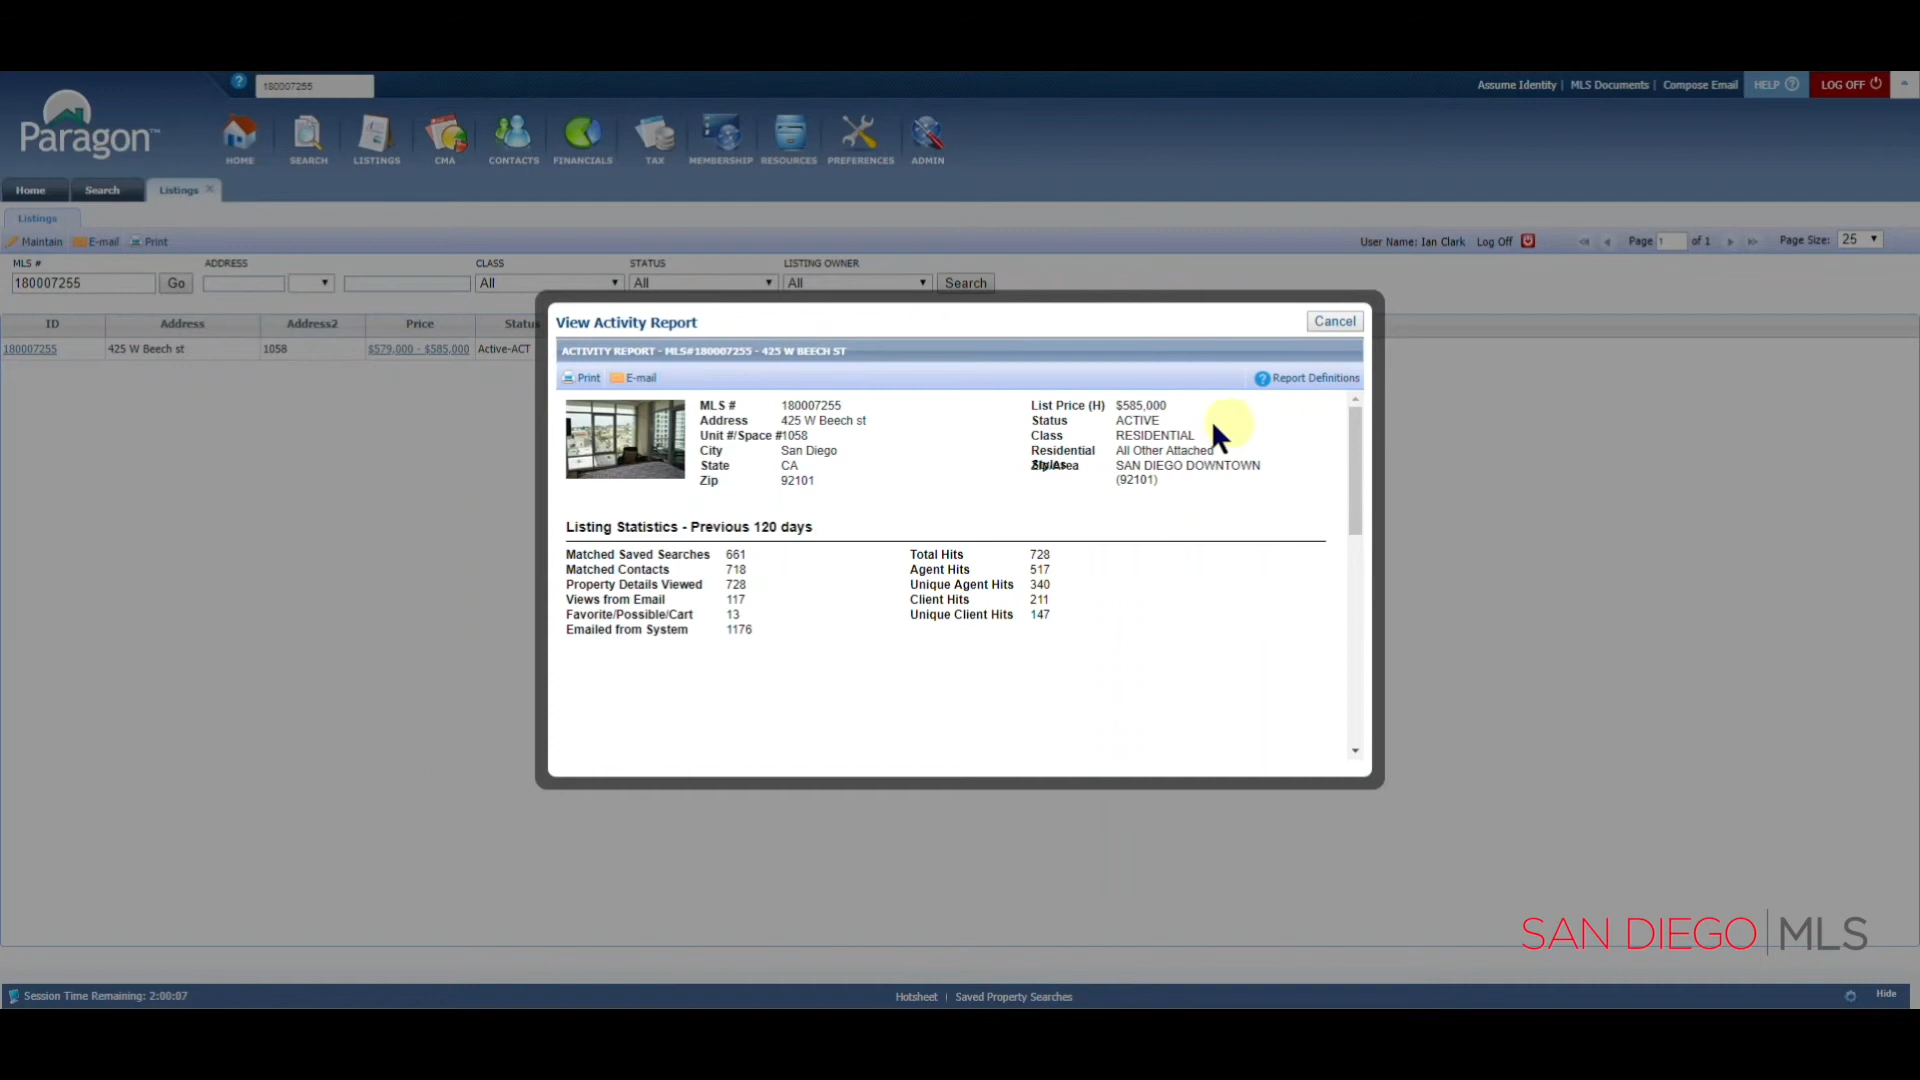 180007255
Assume Identity | MLS Documents | Compose Email HELP LOG OFF
Paragon™
HOME SEARCH LISTINGS CMA CONTACTS FINANCIALS TAX MEMBERSHIP RESOURCES PREFERENCES ADMIN
Home Search Listings
Listings
Maintain E-mail Print User Name: Ian Clark Log Off Page 1 of 1 Page Size: 25
MLS # ADDRESS CLASS STATUS LISTING OWNER
180007255 Go All All All Search
ID Address Address2 Price Status
180007255 425 W Beech st 1058 $579,000 - $585,000 Active-ACT
View Activity Report Cancel
ACTIVITY REPORT - MLS#180007255 - 425 W BEECH ST
Print E-mail Report Definitions
MLS # 180007255 List Price (H) $585,000
Address 425 W Beech st Status ACTIVE
Unit #/Space #1058 Class RESIDENTIAL
City San Diego Residential All Other Attached
State CA Area SAN DIEGO DOWNTOWN
Zip 92101 (92101)
Listing Statistics - Previous 120 days
Matched Saved Searches 661 Total Hits 728
Matched Contacts 718 Agent Hits 517
Property Details Viewed 728 Unique Agent Hits 340
Views from Email 117 Client Hits 211
Favorite/Possible/Cart 13 Unique Client Hits 147
Emailed from System 1176
SAN DIEGO MLS
Session Time Remaining: 2:00:07 Hotsheet | Saved Property Searches Hide